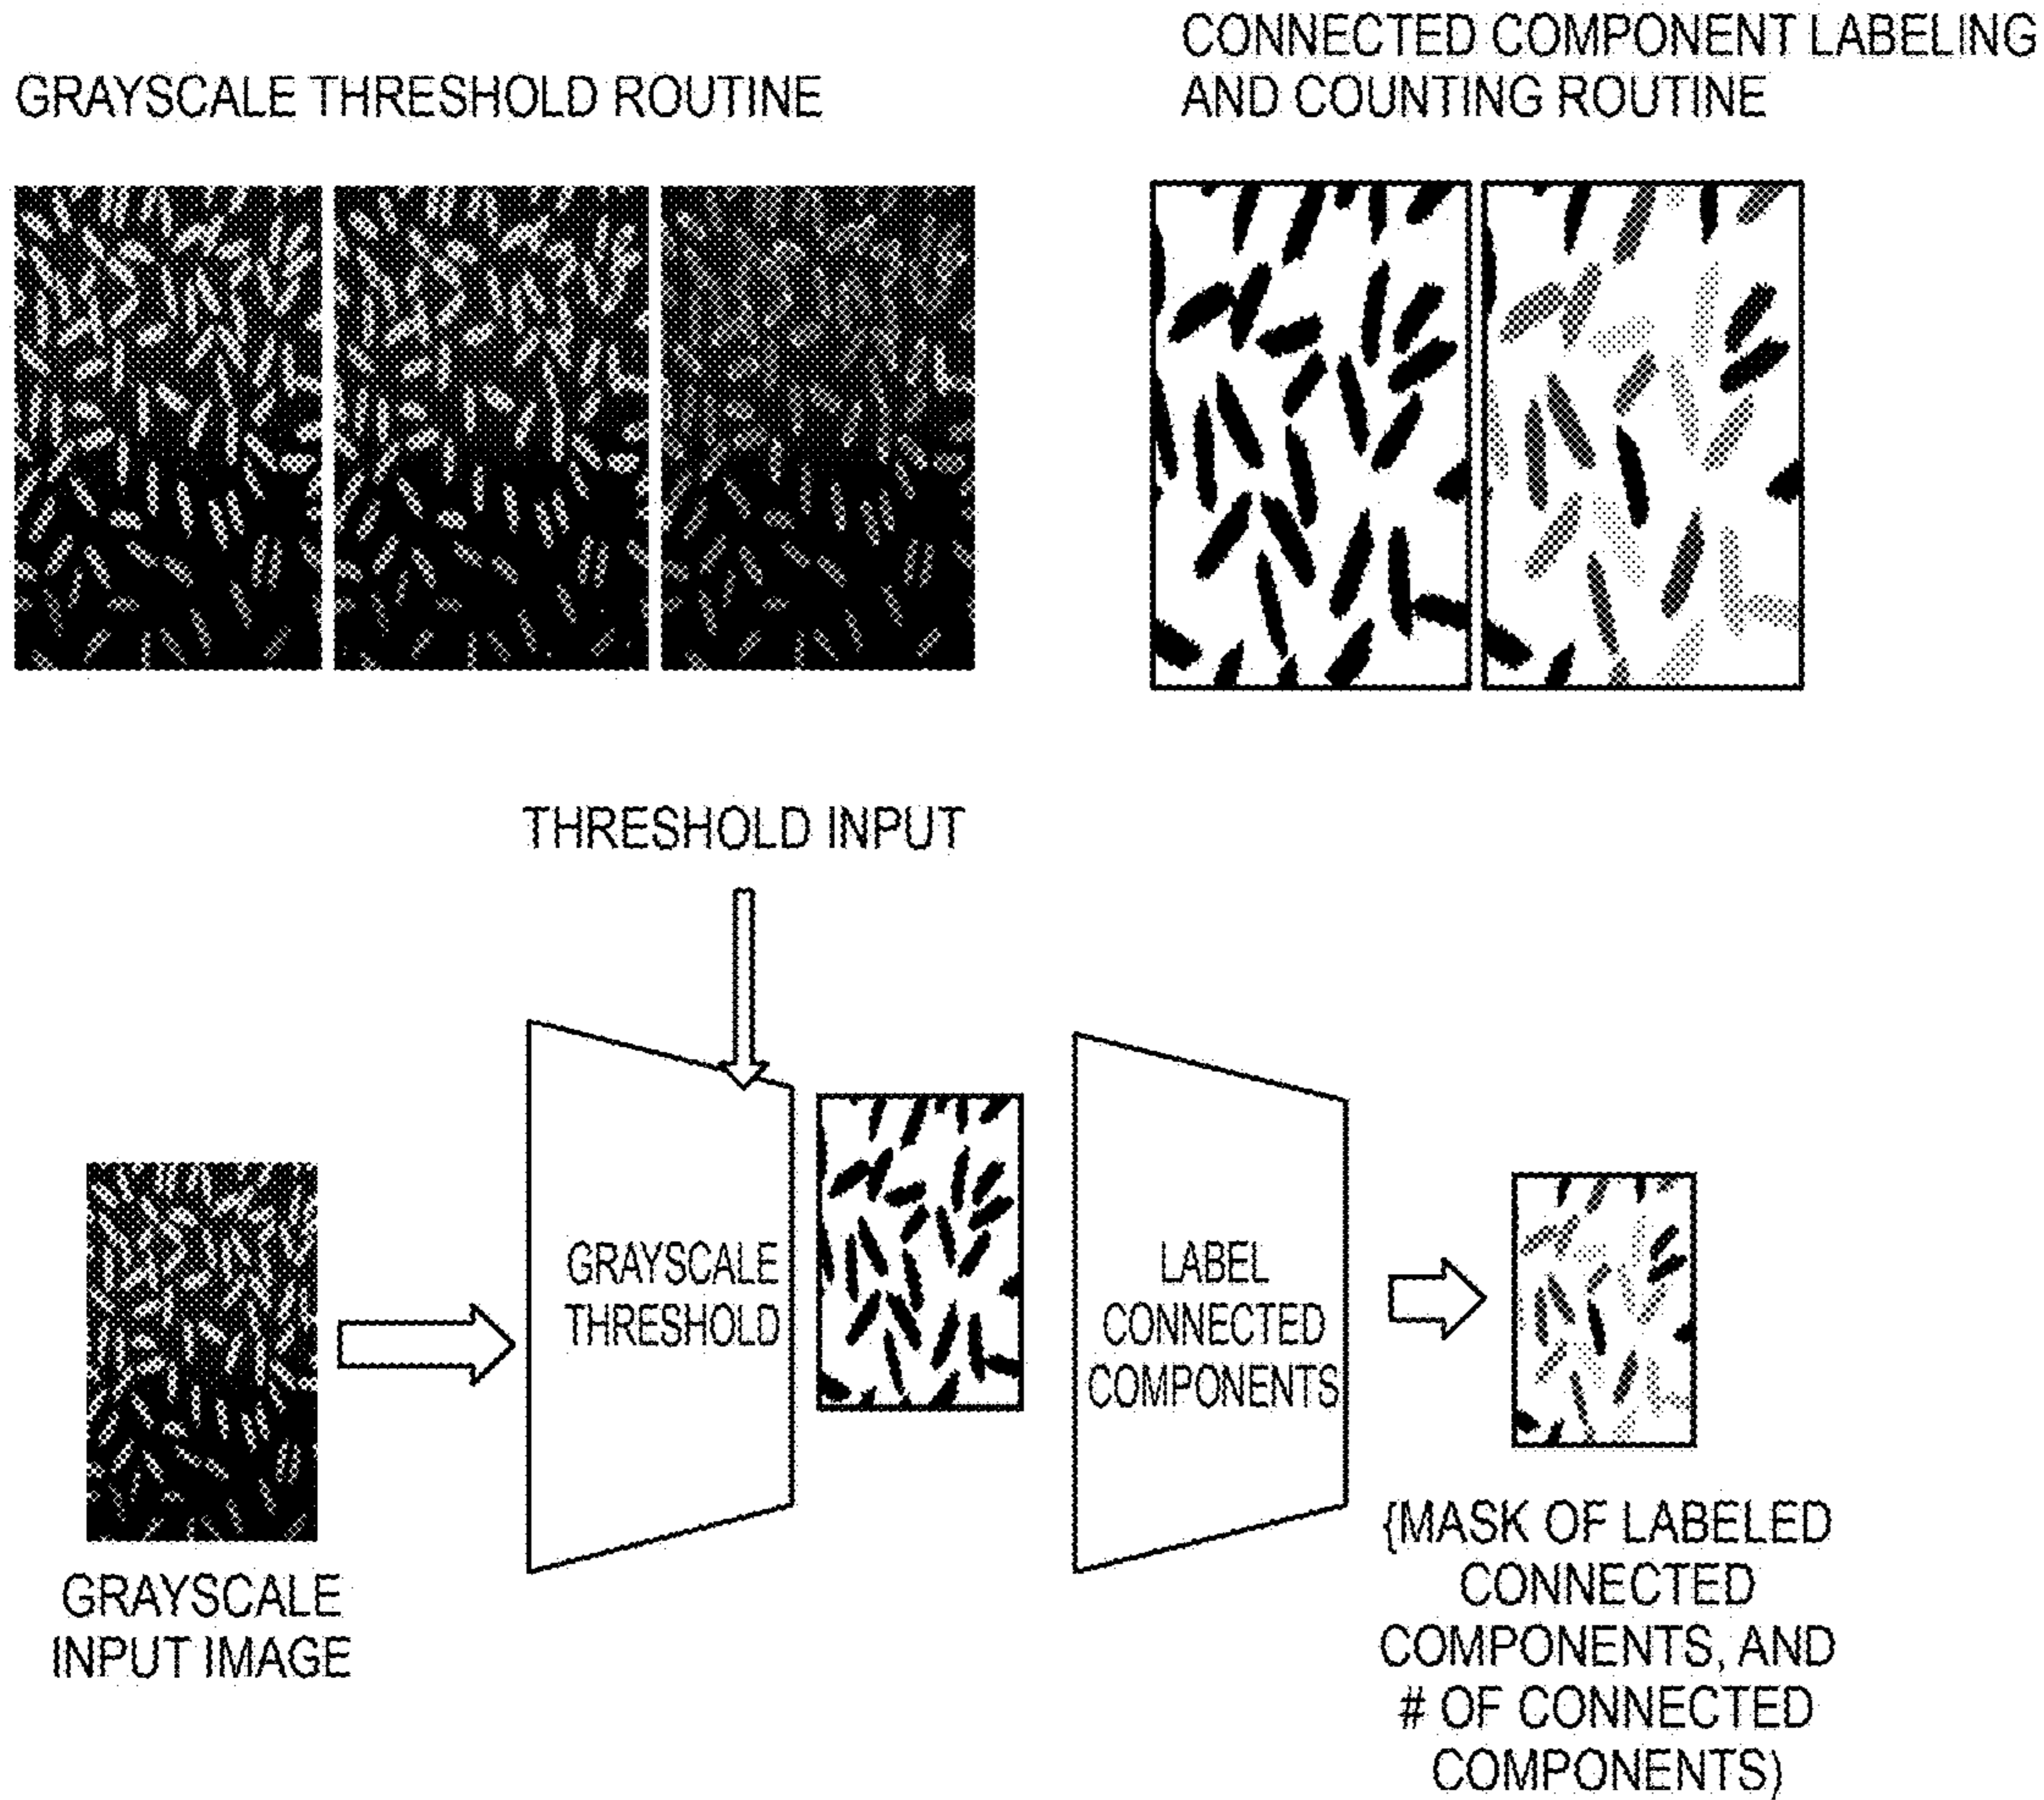 GRAYSCALE THRESHOLD ROUTINE
CONNECTED COMPONENT LABELING
AND COUNTING ROUTINE
THRESHOLD INPUT
GRAYSCALE
THRESHOLD
LABEL
CONNECTED
COMPONENTS
GRAYSCALE
INPUT IMAGE
{MASK OF LABELED
CONNECTED
COMPONENTS, AND
# OF CONNECTED
COMPONENTS)